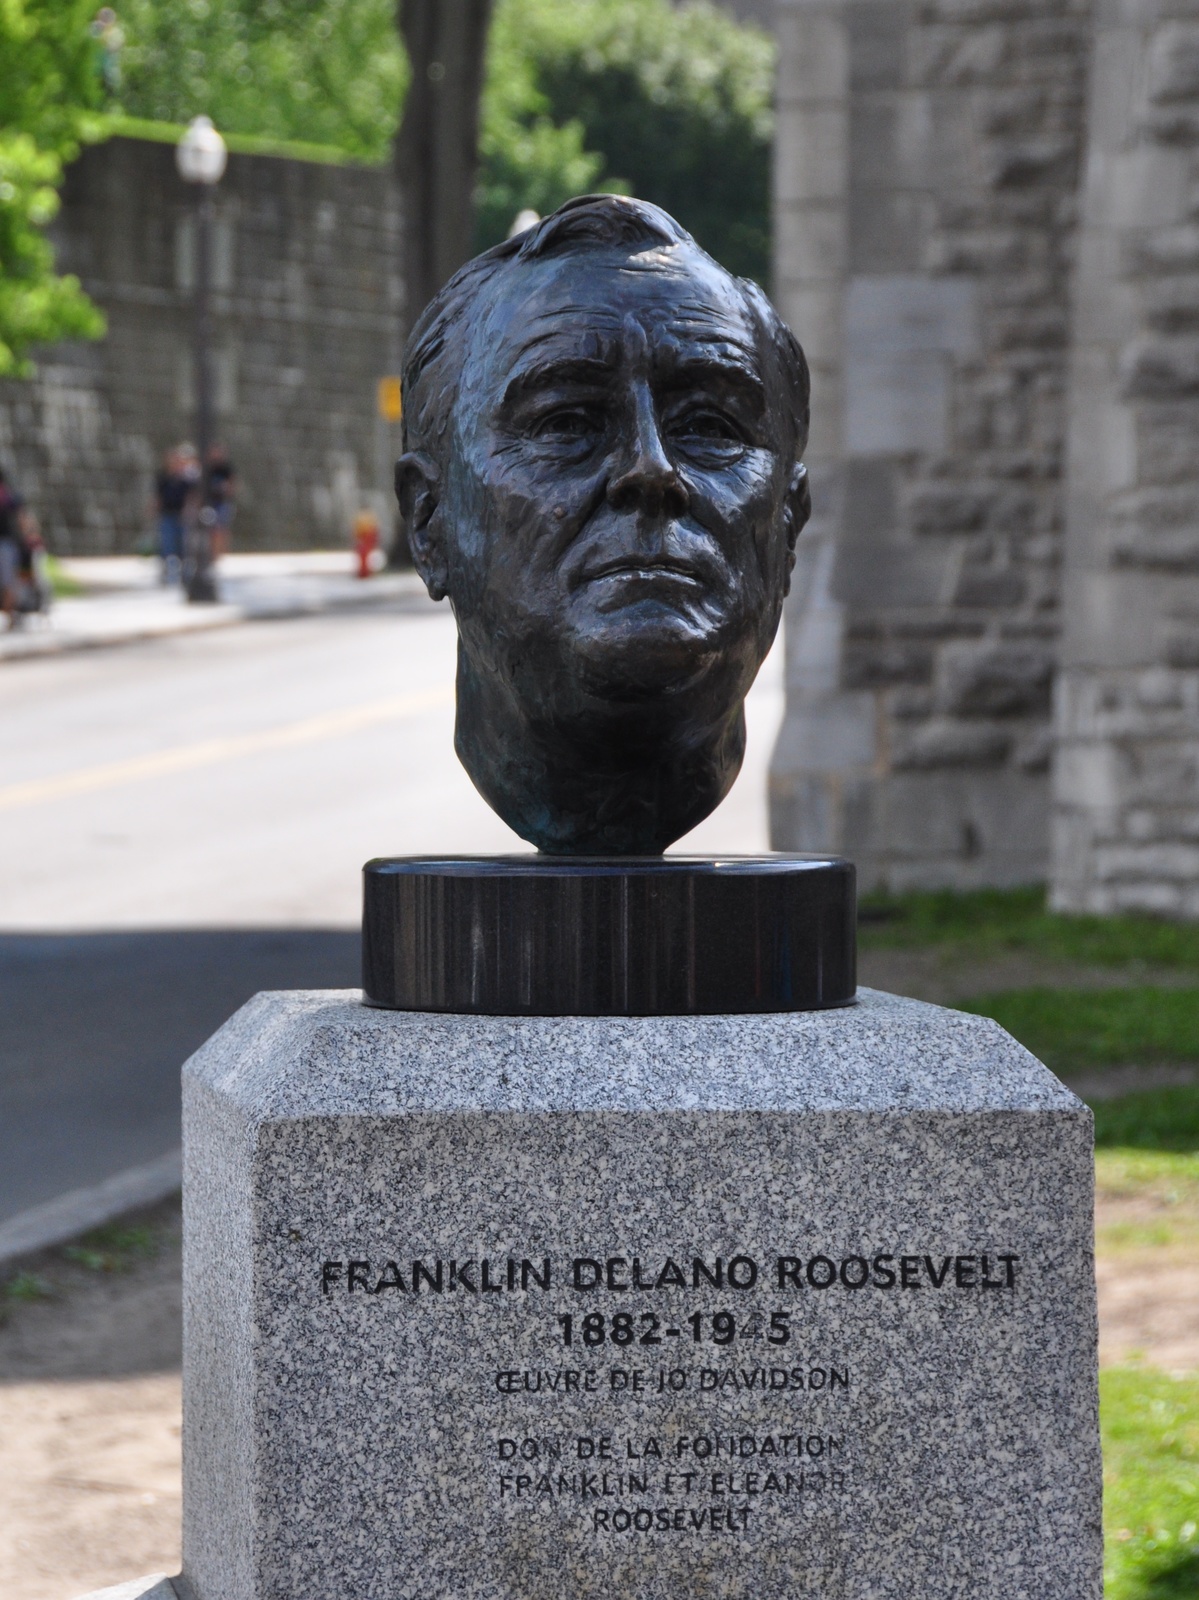 FRANKLIN DELANO ROOSEVELT
1882-1945
ŒUVRE DE JO DAVIDSON
DON DE LA FONDATION
FRANKLIN ET ELEANOR
ROOSEVELT